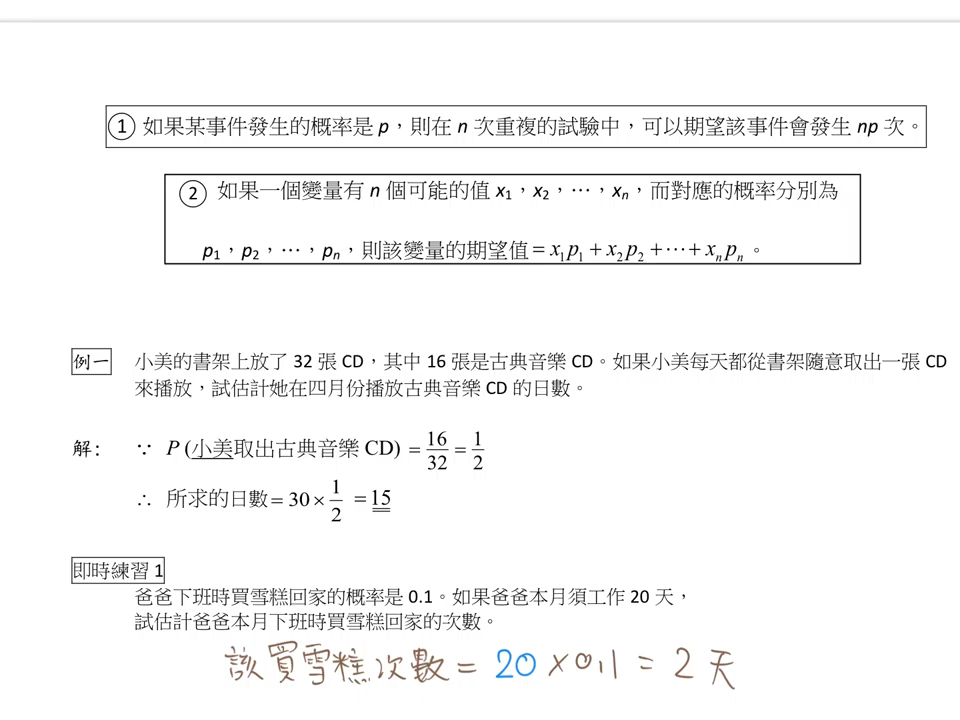 ① 如果某事件發生的概率是 p，則在 n 次重複的試驗中，可以期望該事件會發生 np 次。
② 如果一個變量有 n 個可能的值 x₁，x₂，⋯，xₙ，而對應的概率分別為
p₁，p₂，⋯，pₙ，則該變量的期望值 = x₁p₁ + x₂p₂ + ⋯ + xₙpₙ。
例一 小美的書架上放了 32 張 CD，其中 16 張是古典音樂 CD。如果小美每天都從書架隨意取出一張 CD
來播放，試估計她在四月份播放古典音樂 CD 的日數。
解： ∵ P (小美取出古典音樂 CD) = 16/32 = 1/2
∴ 所求的日數 = 30 × 1/2 = 15
即時練習 1
爸爸下班時買雪糕回家的概率是 0.1。如果爸爸本月須工作 20 天，
試估計爸爸本月下班時買雪糕回家的次數。
該買雪糕次數 = 20 × 0.1 = 2 天